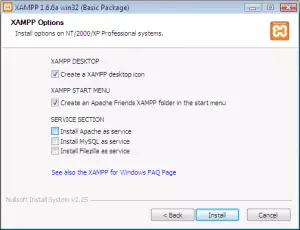 XAMPP 1.6.6a win32 (Basic Package)
XAMPP Options
Install options on NT/2000/XP Professional systems.
XAMPP DESKTOP
Create a XAMPP desktop icon
XAMPP START MENU
Create an Apache Friends XAMPP folder in the start menu
SERVICE SECTION
Install Apache as service
Install MySQL as service
Install Filezilla as service
See also the XAMPP for Windows FAQ Page
Nullsoft Install System v2.25
< Back
Install
Cancel